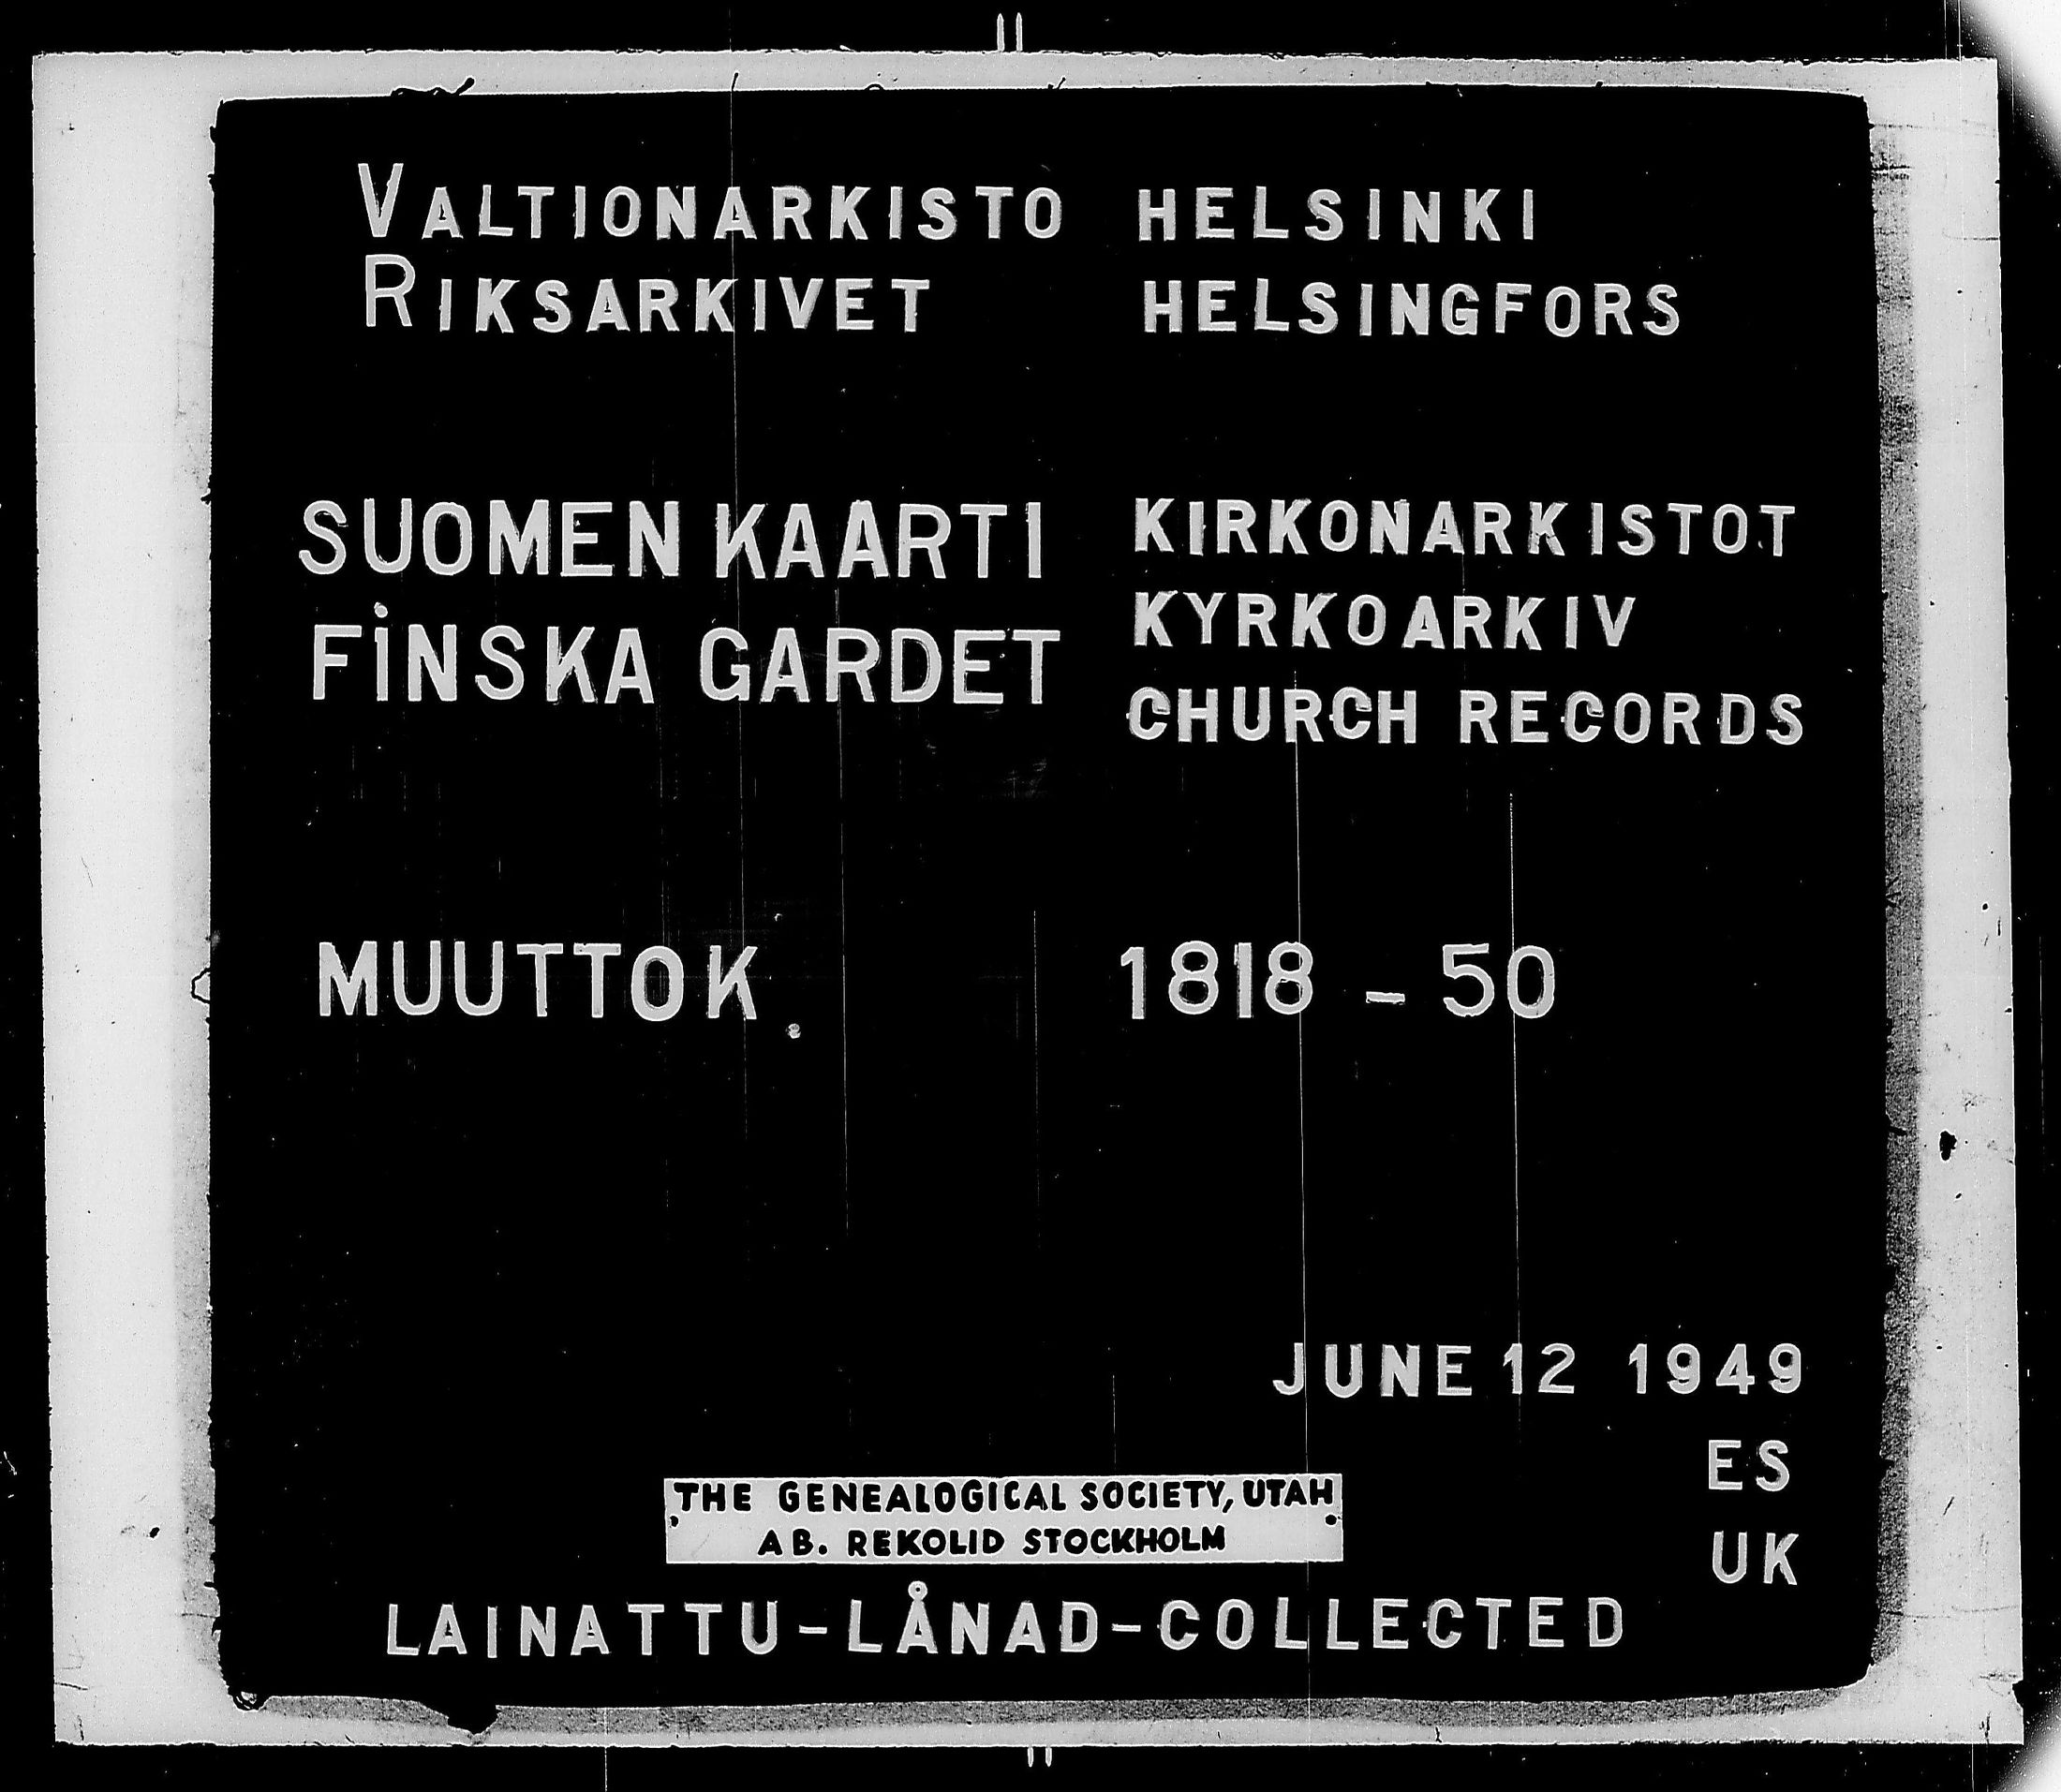 VALTIONARKISTO HELSINKI
RIKSARKIVET HELSINGFORS
SUOMEN KAARTI
FINSKA GARDET
KIRKONARKISTOT
KYRKOARKIV
CHURCH RECORDS
MUUTTOK. 1818 - 50
JUNE 12 1949
ES
UK
THE GENEALOGICAL SOCIETY, UTAH
AB. REKOLID STOCKHOLM
LAINATTU-LÅNAD-COLLECTED